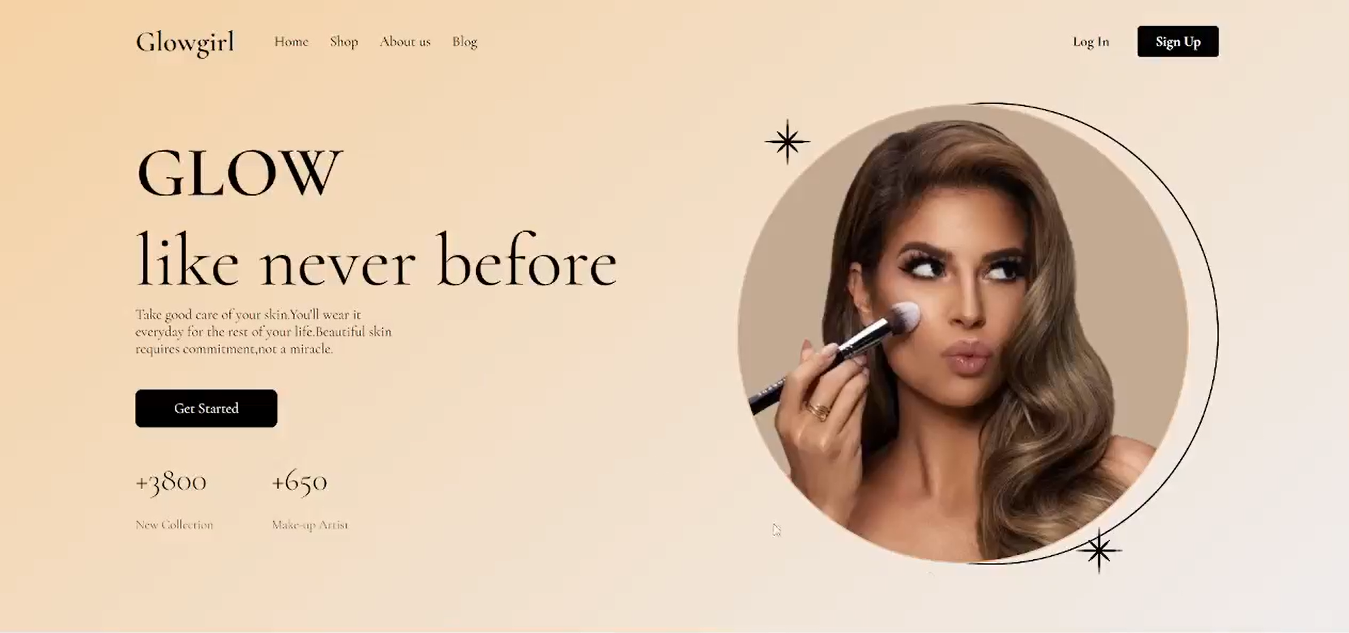 Glowgirl Home Shop About us Blog Log In Sign Up
GLOW
like never before
Take good care of your skin.You'll wear it
everyday for the rest of your life.Beautiful skin
requires commitment,not a miracle.
Get Started
+3800 +650
New Collection Make-up Artist